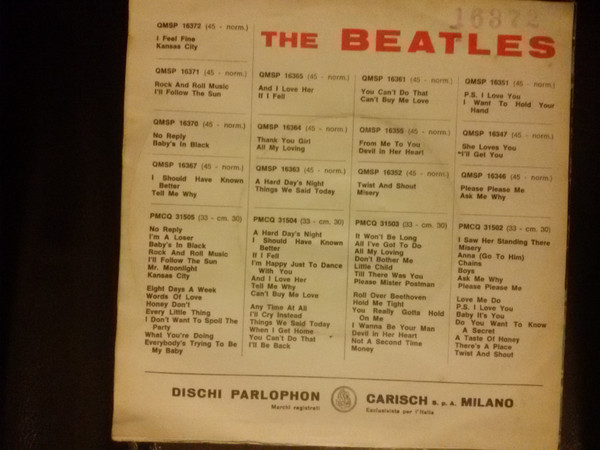 16372
THE BEATLES
QMSP 16372 (45 - norm.)
I Feel Fine
Kansas City
QMSP 16371 (45 - norm.)
Rock And Roll Music
I'll Follow The Sun
QMSP 16370 (45 - norm.)
No Reply
Baby's In Black
QMSP 16367 (45 - norm.)
I Should Have Known
Better
Tell Me Why
QMSP 16365 (45 - norm.)
And I Love Her
If I Fell
QMSP 16364 (45 - norm.)
Thank You Girl
All My Loving
QMSP 16363 (45 - norm.)
A Hard Day's Night
Things We Said Today
QMSP 16361 (45 - norm.)
You Can't Do That
Can't Buy Me Love
QMSP 16355 (45 - norm.)
From Me To You
Devil in Her Heart
QMSP 16352 (45 - norm.)
Twist And Shout
Misery
QMSP 16351 (45 - norm.)
P.S. I Love You
I Want To Hold Your
Hand
QMSP 16347 (45 - norm.)
She Loves You
I'll Get You
QMSP 16346 (45 - norm.)
Please Please Me
Ask Me Why
PMCQ 31505 (33 - cm. 30)
No Reply
I'm A Loser
Baby's In Black
Rock And Roll Music
I'll Follow The Sun
Mr. Moonlight
Kansas City
Eight Days A Week
Words Of Love
Honey Don't
Every Little Thing
I Don't Want To Spoil The
Party
What You're Doing
Everybody's Trying To Be
My Baby
PMCQ 31504 (33 - cm. 30)
A Hard Day's Night
I Should Have Known
Better
If I Fell
I'm Happy Just To Dance
With You
And I Love Her
Tell Me Why
Can't Buy Me Love
Any Time At All
I'll Cry Instead
Things We Said Today
When I Get Home
You Can't Do That
I'll Be Back
PMCQ 31503 (33 - cm. 30)
It Won't Be Long
All I've Got To Do
All My Loving
Don't Bother Me
Little Child
Till There Was You
Please Mister Postman
Roll Over Beethoven
Hold Me Tight
You Really Gotta Hold
On Me
I Wanna Be Your Man
Devil in Her Heart
Not A Second Time
Money
PMCQ 31502 (33 - cm. 30)
I Saw Her Standing There
Misery
Anna (Go To Him)
Chains
Boys
Ask Me Why
Please Please Me
Love Me Do
P.S. I Love You
Baby It's You
Do You Want To Know
A Secret
A Taste Of Honey
There's A Place
Twist And Shout
DISCHI PARLOPHON
Marchi registrati
CARISCH S. p. A. MILANO
Esclusivista per l'Italia